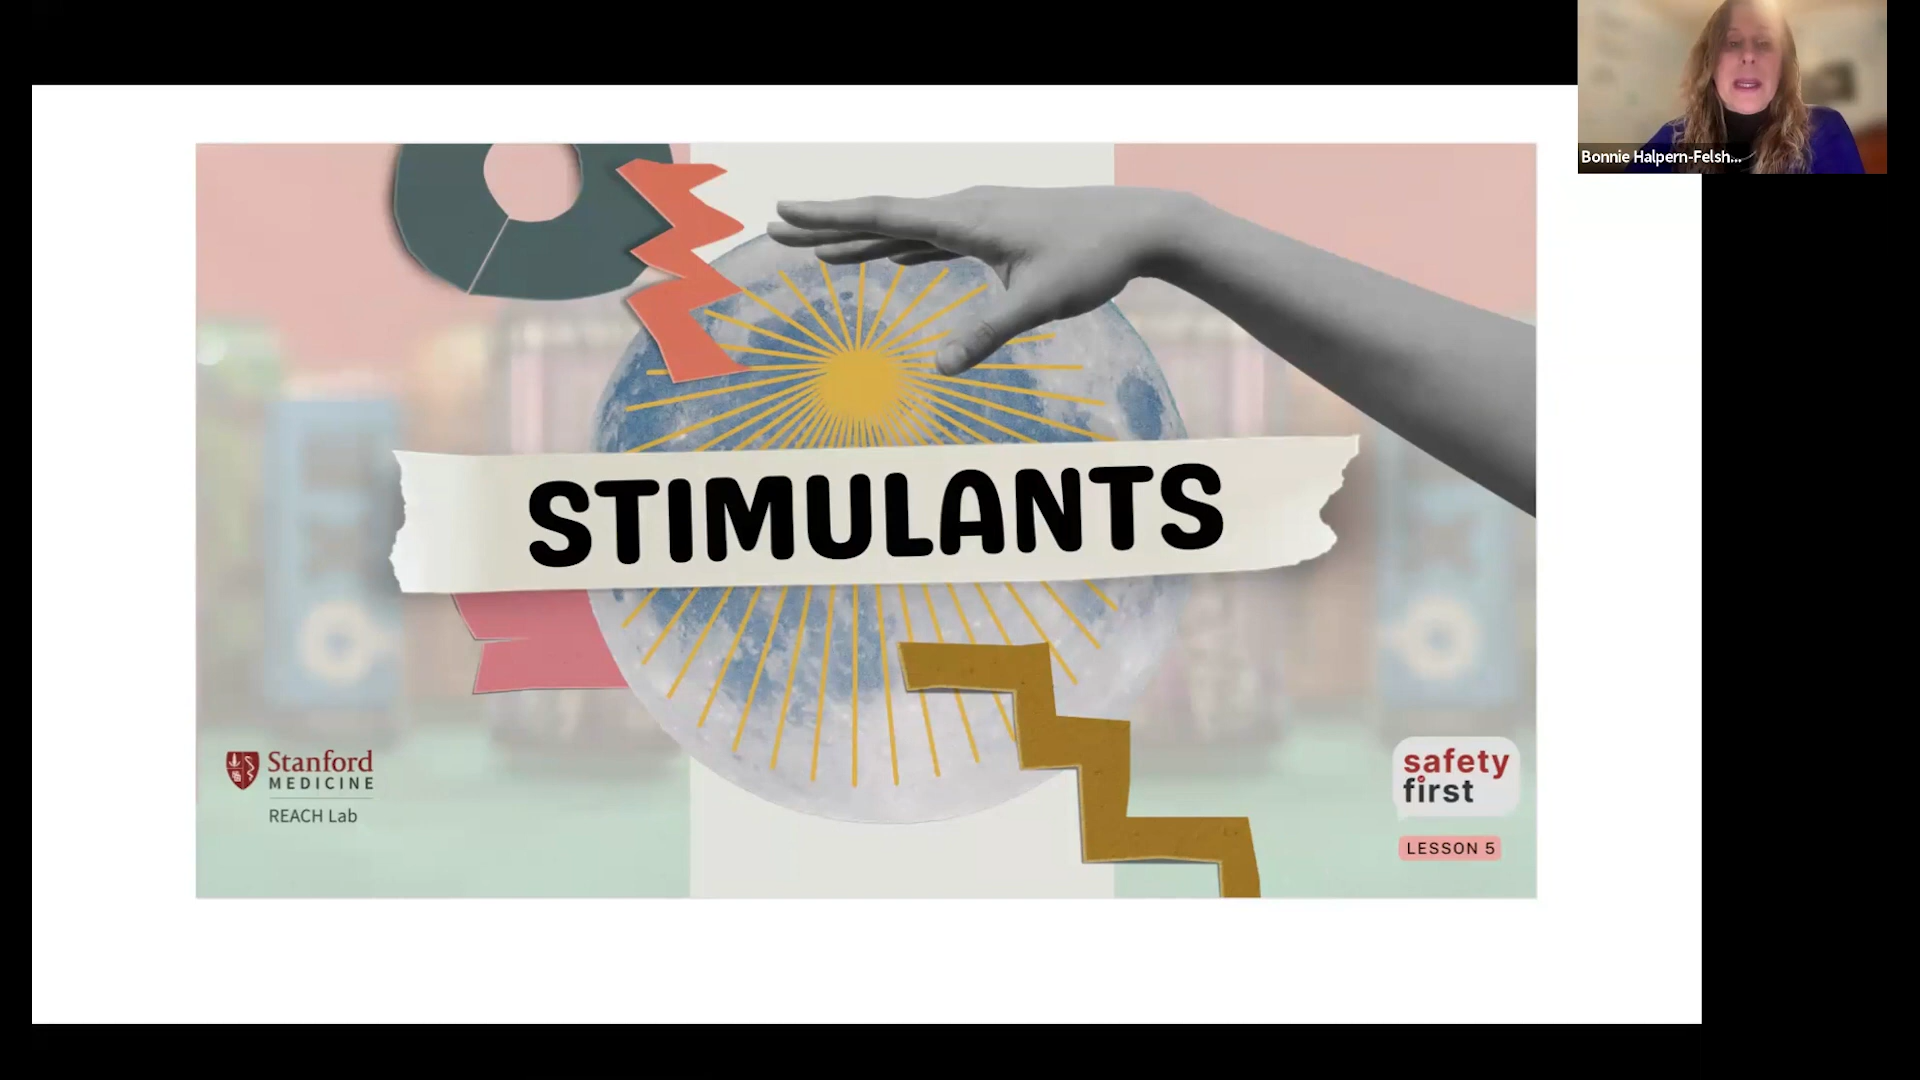 Bonnie Halpern-Felsh...
STIMULANTS
Stanford
MEDICINE
REACH Lab
safety
first
LESSON 5